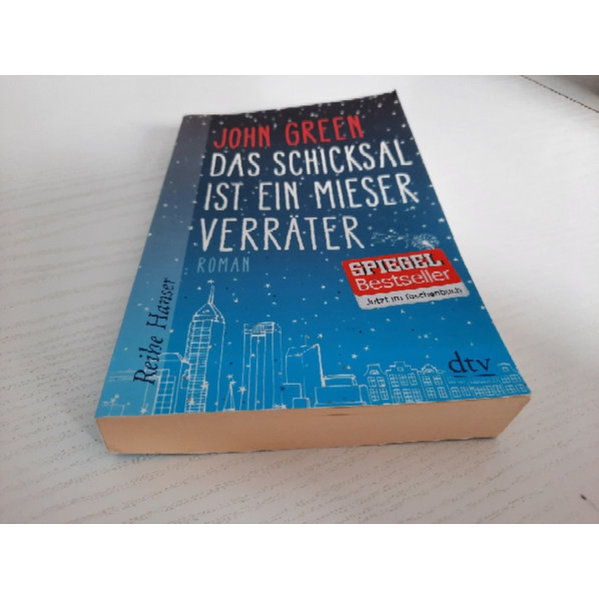 JOHN GREEN
DAS SCHICKSAL
IST EIN MIESER
VERRÄTER
ROMAN
SPIEGEL
Bestseller
Jetzt im Taschenbuch
Reihe Hanser
dtv